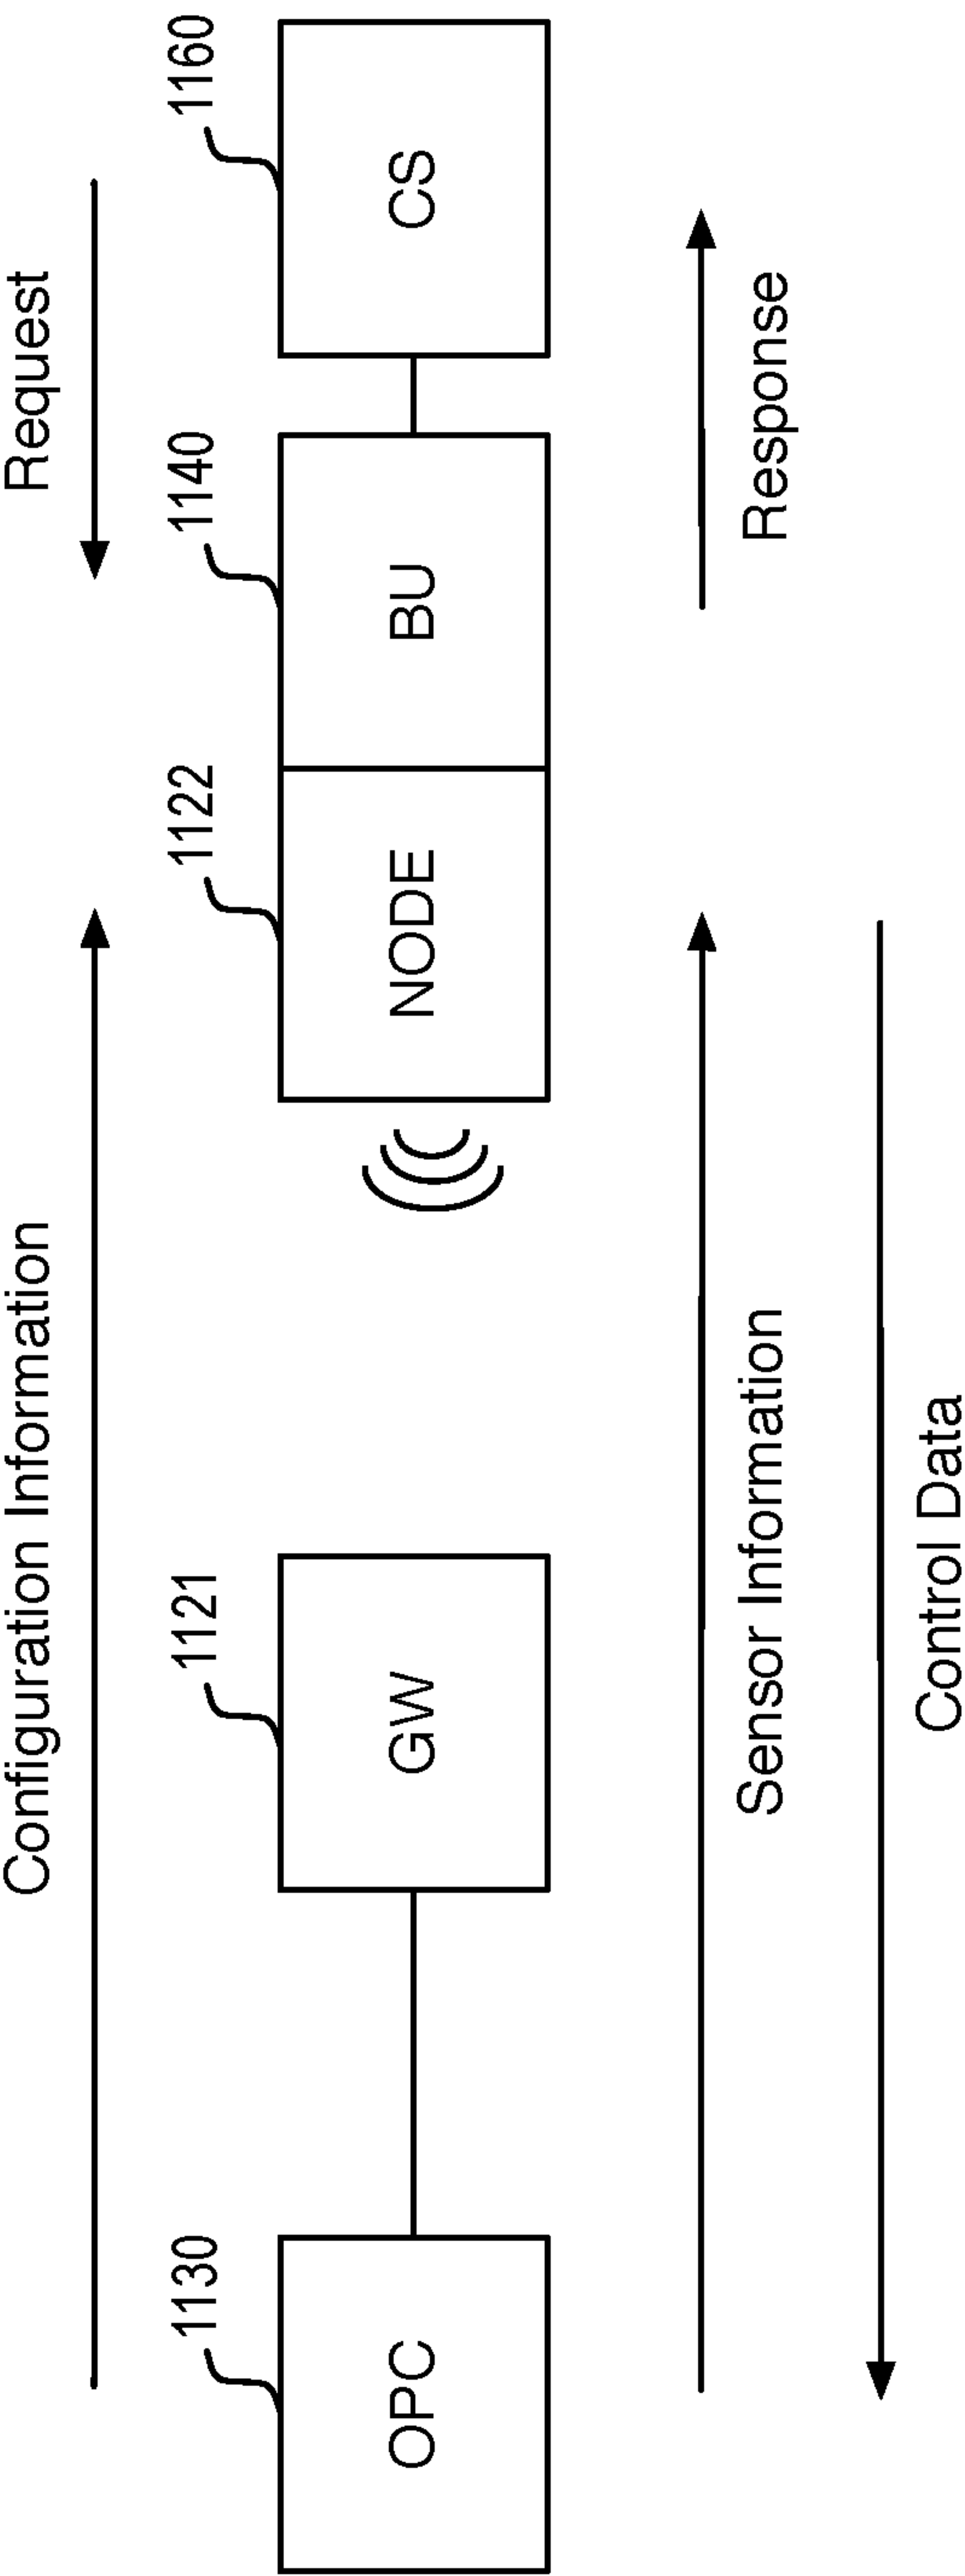 Configuration Information
Request
1130
1121
1122
1140
1160
OPC
GW
NODE
BU
CS
Sensor Information
Response
Control Data